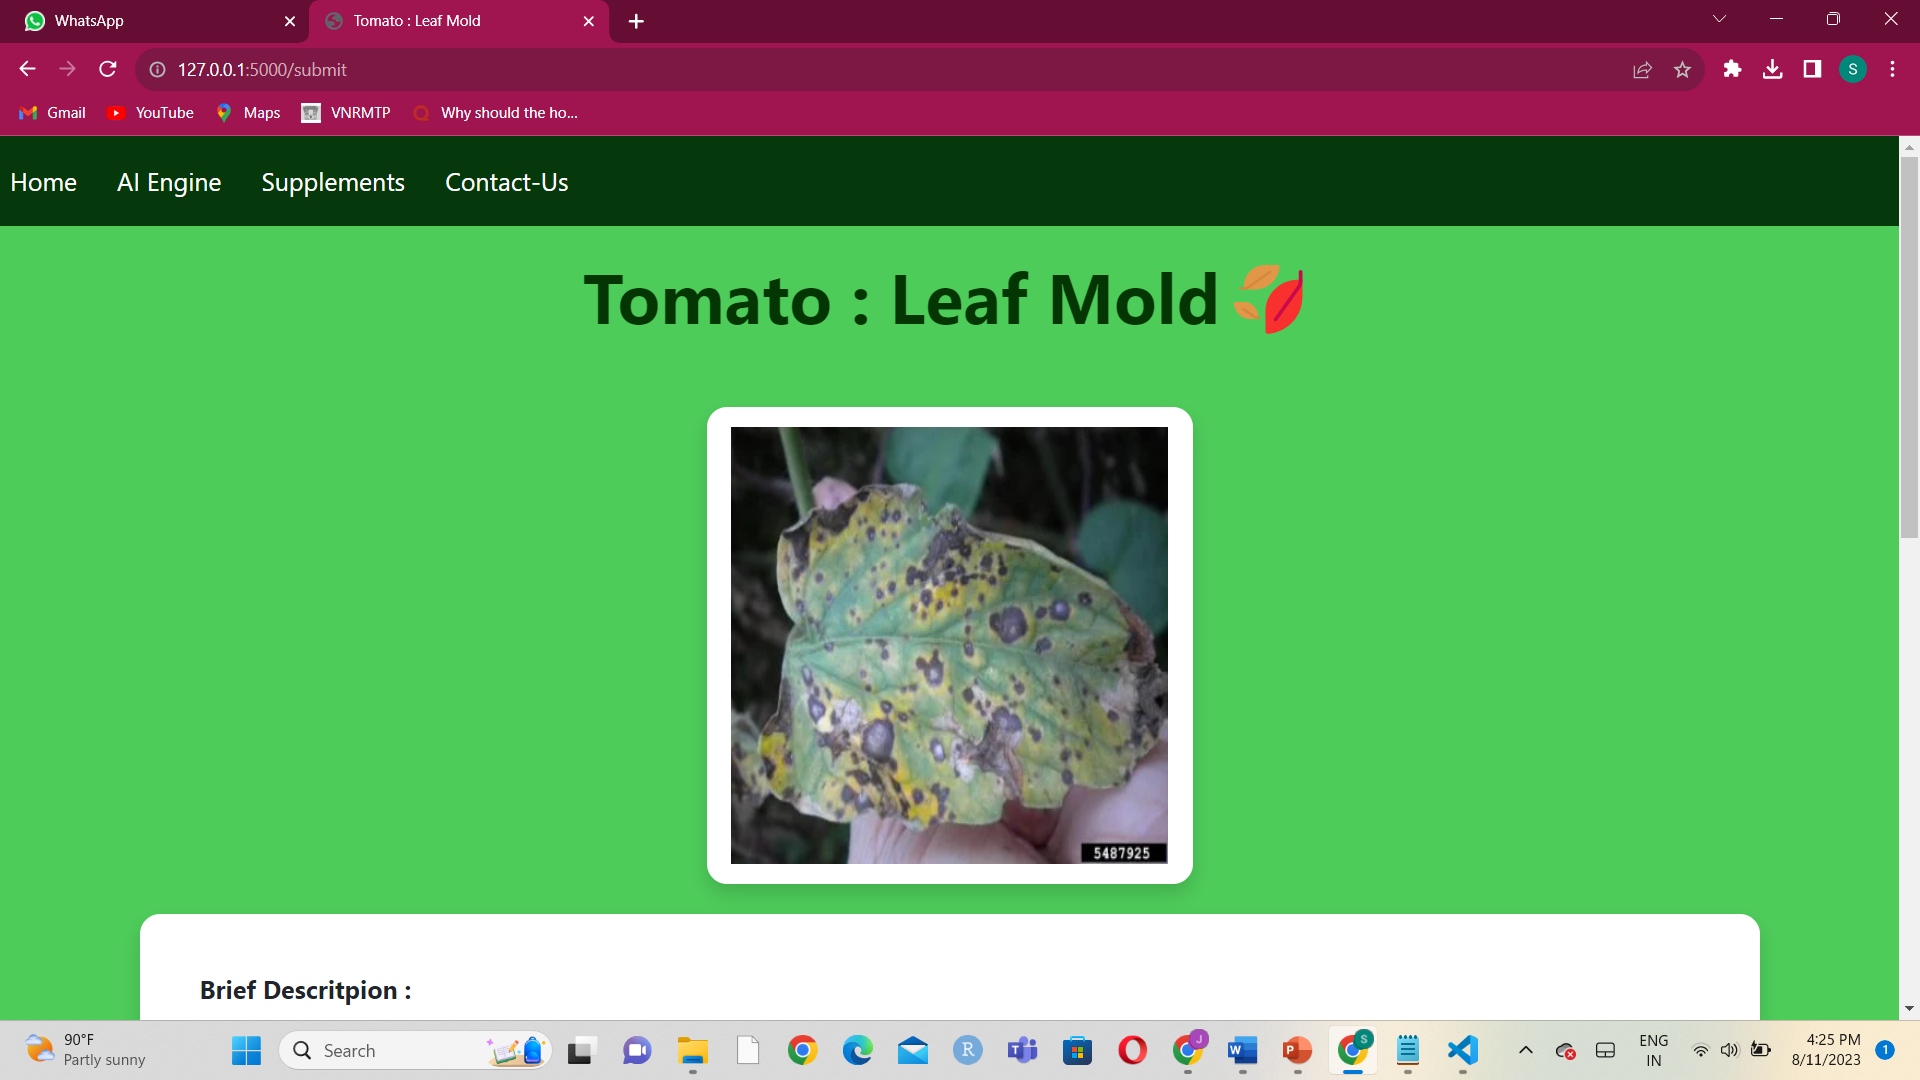 WhatsApp
Tomato : Leaf Mold
127.0.0.1:5000/submit
S
Gmail
YouTube
Maps
VNRMTP
Why should the ho...
Home
AI Engine
Supplements
Contact-Us
Tomato : Leaf Mold
5487925
Brief Descritpion :
90°F
Partly sunny
Search
ENG
IN
4:25 PM
8/11/2023
1